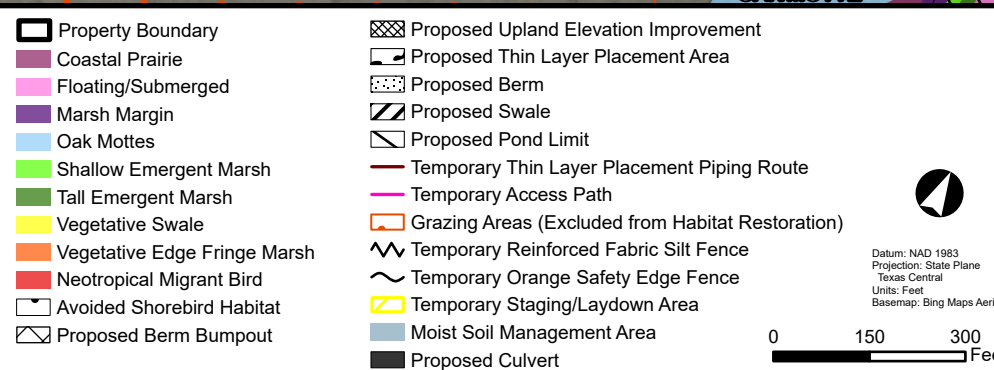 Property Boundary
Coastal Prairie
Floating/Submerged
Marsh Margin
Oak Mottes
Shallow Emergent Marsh
Tall Emergent Marsh
Vegetative Swale
Vegetative Edge Fringe Marsh
Neotropical Migrant Bird
Avoided Shorebird Habitat
Proposed Berm Bumpout
Proposed Upland Elevation Improvement
Proposed Thin Layer Placement Area
Proposed Berm
Proposed Swale
Proposed Pond Limit
Temporary Thin Layer Placement Piping Route
Temporary Access Path
Grazing Areas (Excluded from Habitat Restoration)
Temporary Reinforced Fabric Silt Fence
Temporary Orange Safety Edge Fence
Temporary Staging/Laydown Area
Moist Soil Management Area
Proposed Culvert
Datum: NAD 1983
Projection: State Plane
Texas Central
Units: Feet
Basemap: Bing Maps Aeri
0 150 300
Fee